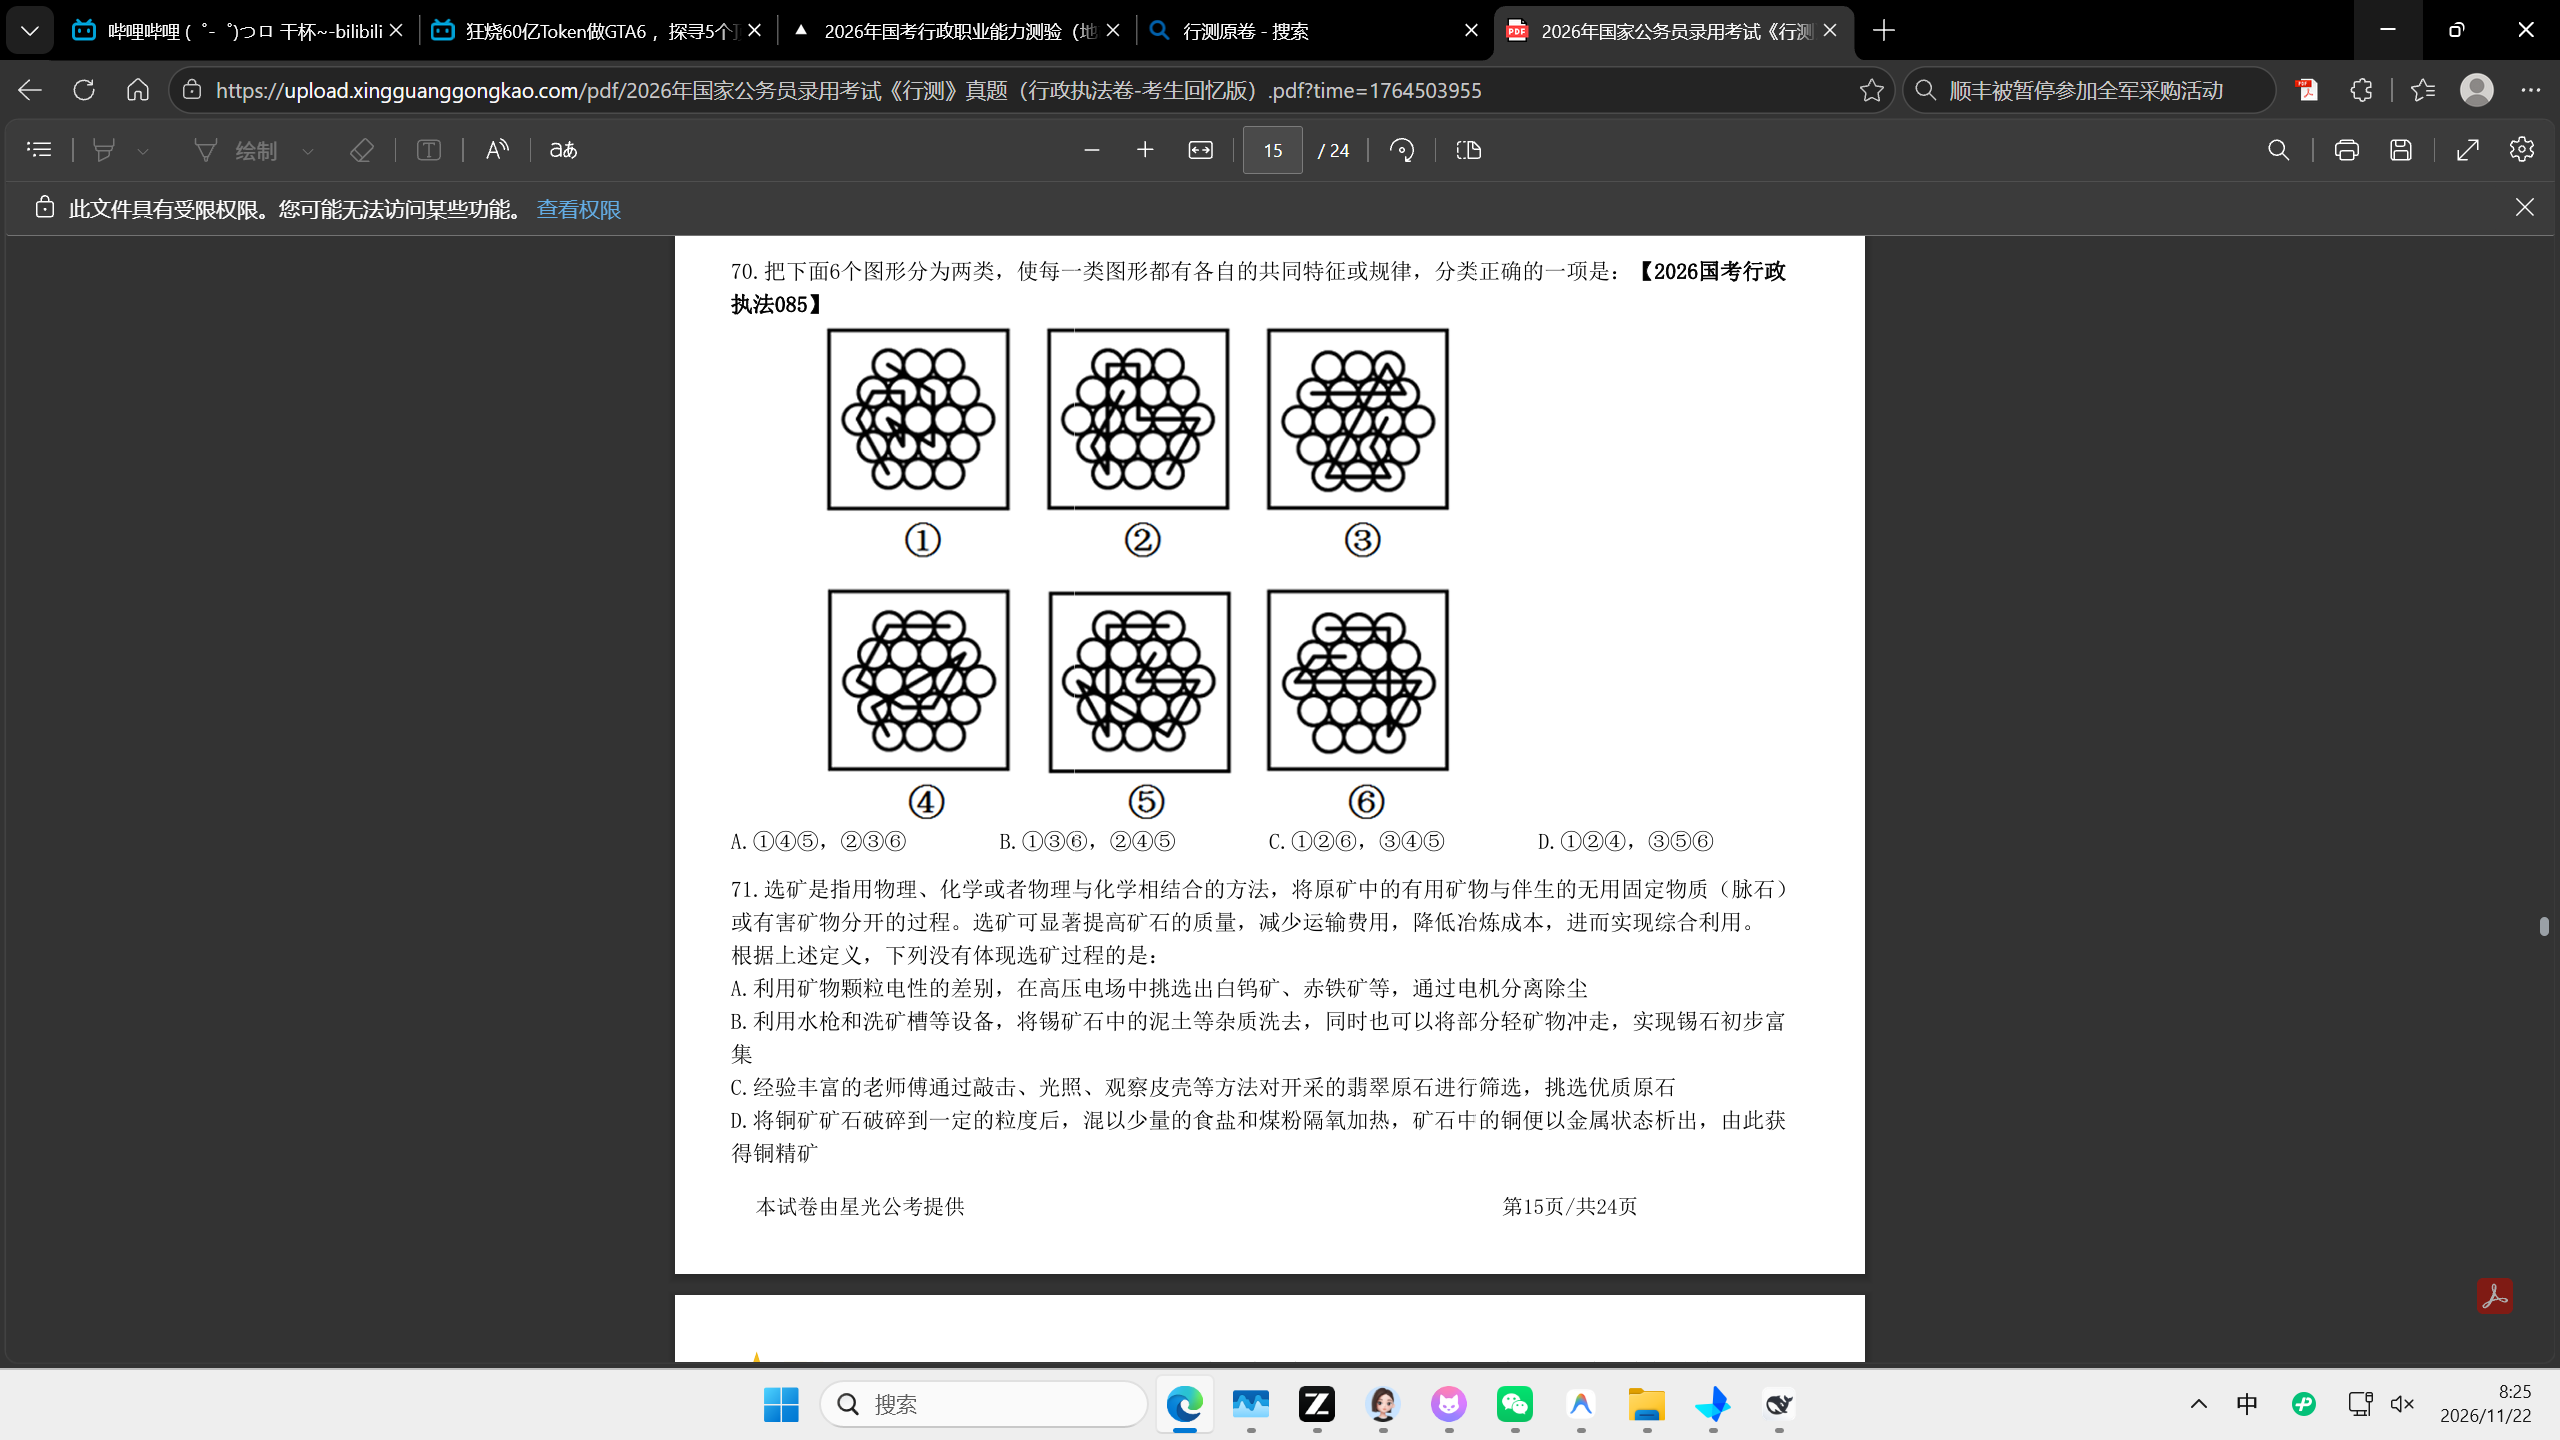 哔哩哔哩 (゜-゜)つロ 干杯~-bilibili
狂烧60亿Token做GTA6，探寻5个
2026年国考行政职业能力测验（地
行测原卷 - 搜索
2026年国家公务员录用考试《行测
https://upload.xingguanggongkao.com/pdf/2026年国家公务员录用考试《行测》真题（行政执法卷-考生回忆版）.pdf?time=1764503955
顺丰被暂停参加全军采购活动
绘制
aあ
15 / 24
此文件具有受限权限。您可能无法访问某些功能。 查看权限
70.把下面6个图形分为两类，使每一类图形都有各自的共同特征或规律，分类正确的一项是：【2026国考行政
执法085】
① ② ③
④ ⑤ ⑥
A.①④⑤，②③⑥ B.①③⑥，②④⑤ C.①②⑥，③④⑤ D.①②④，③⑤⑥
71.选矿是指用物理、化学或者物理与化学相结合的方法，将原矿中的有用矿物与伴生的无用固定物质（脉石）
或有害矿物分开的过程。选矿可显著提高矿石的质量，减少运输费用，降低冶炼成本，进而实现综合利用。
根据上述定义，下列没有体现选矿过程的是：
A.利用矿物颗粒电性的差别，在高压电场中挑选出白钨矿、赤铁矿等，通过电机分离除尘
B.利用水枪和洗矿槽等设备，将锡矿石中的泥土等杂质洗去，同时也可以将部分轻矿物冲走，实现锡石初步富
集
C.经验丰富的老师傅通过敲击、光照、观察皮壳等方法对开采的翡翠原石进行筛选，挑选优质原石
D.将铜矿矿石破碎到一定的粒度后，混以少量的食盐和煤粉隔氧加热，矿石中的铜便以金属状态析出，由此获
得铜精矿
本试卷由星光公考提供 第15页/共24页
搜索
中
8:25
2026/11/22